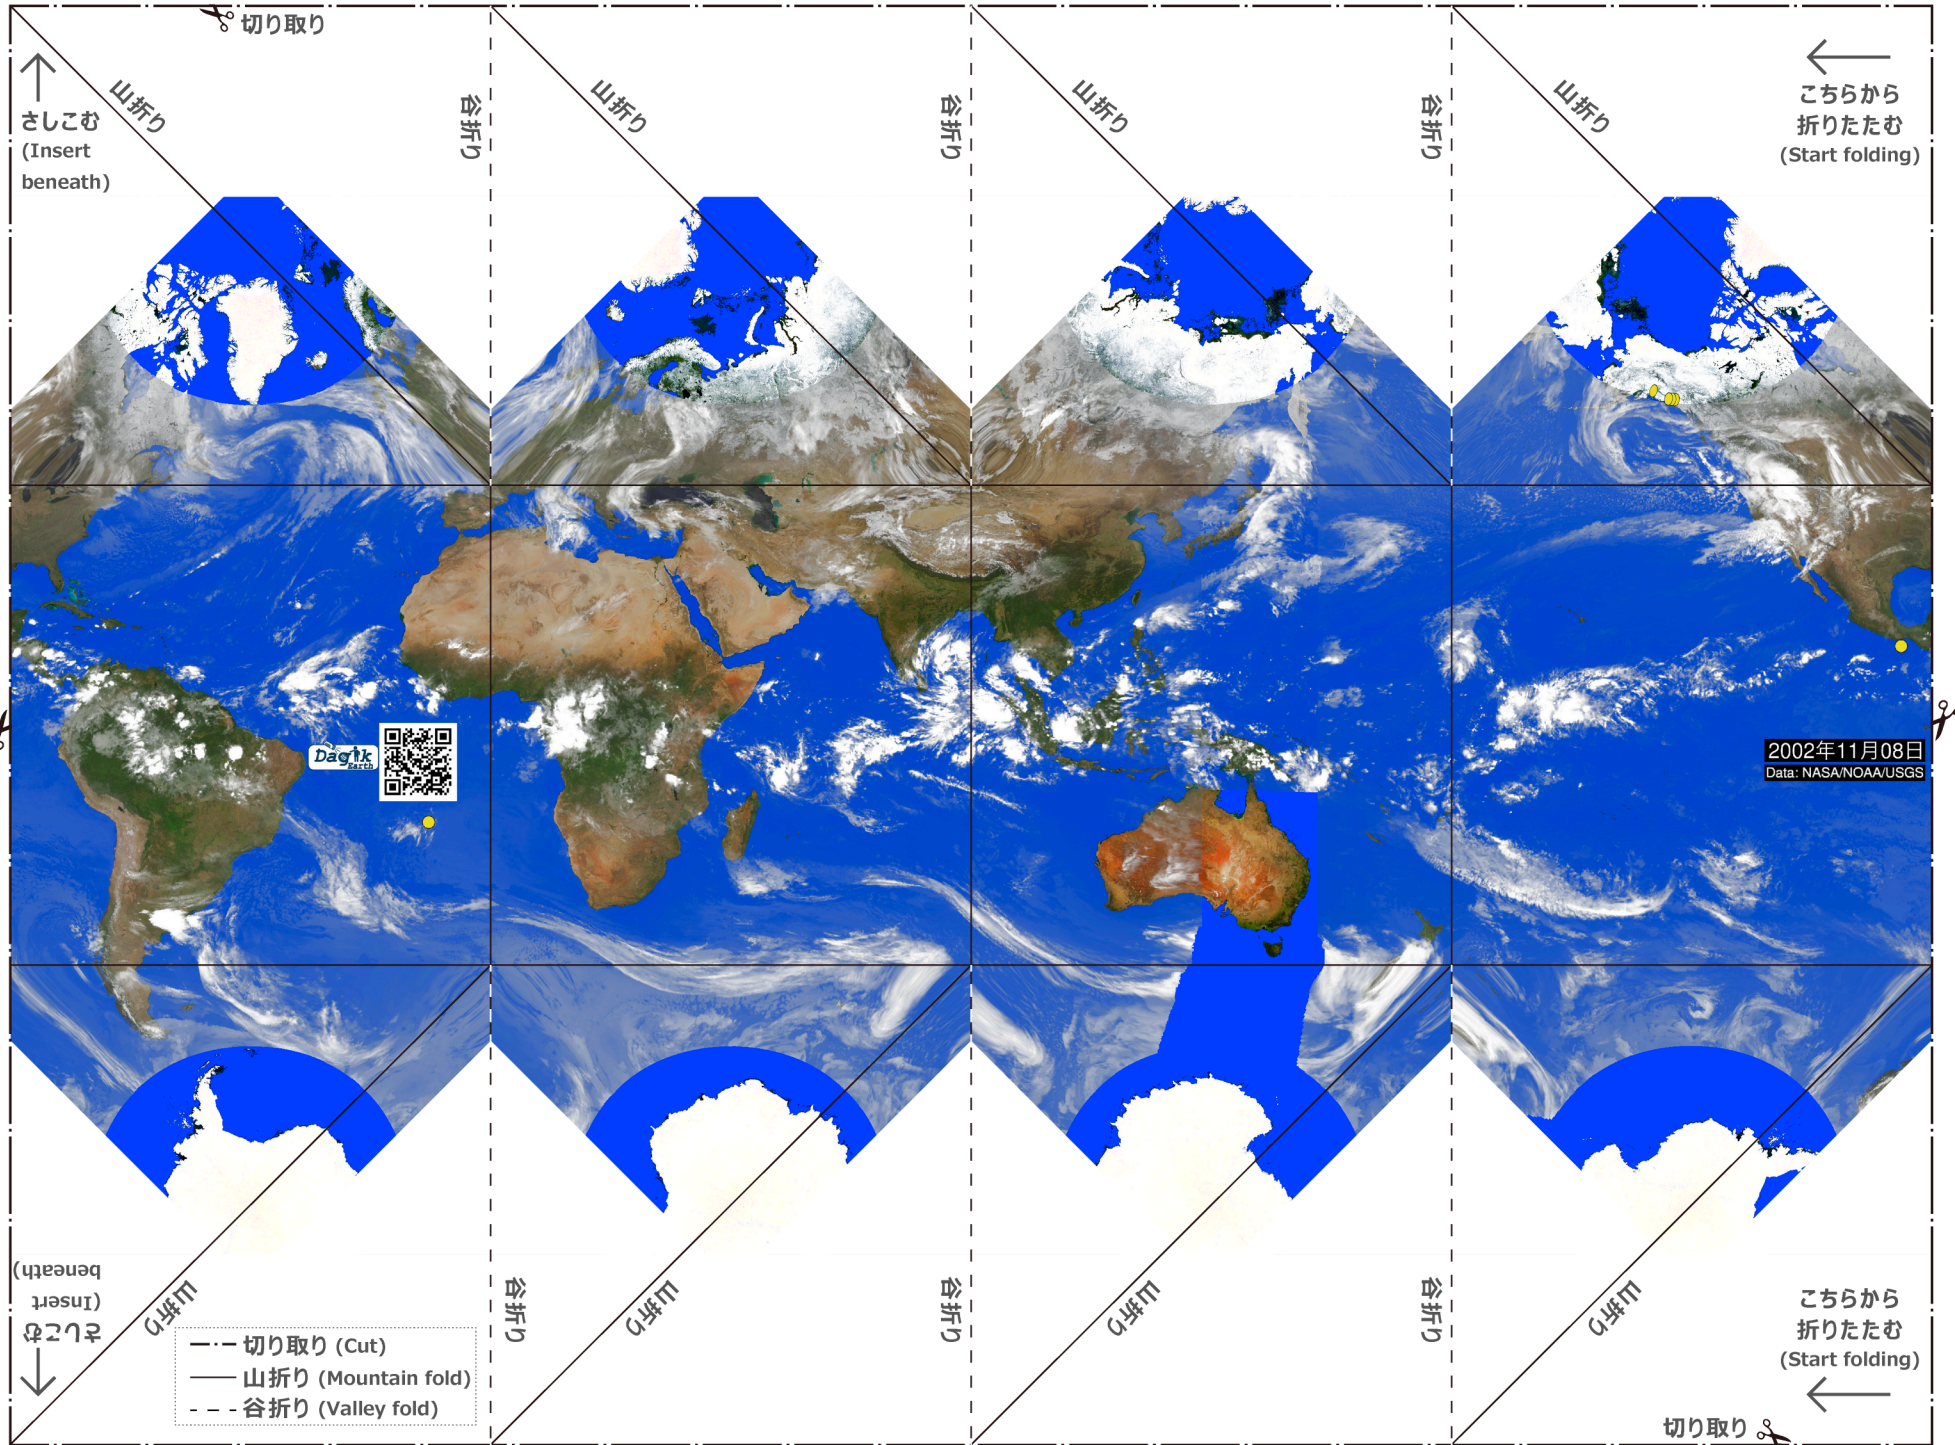 切り取り
山折り
谷折り
山折り
谷折り
山折り
谷折り
山折り
さしこむ
(Insert
beneath)
こちらから
折りたたむ
(Start folding)
Dagik
Earth
2002年11月08日
Data: NASA/NOAA/USGS
さしこむ
(Insert
beneath)
山折り
谷折り
山折り
谷折り
山折り
谷折り
山折り
こちらから
折りたたむ
(Start folding)
切り取り (Cut)
山折り (Mountain fold)
谷折り (Valley fold)
切り取り